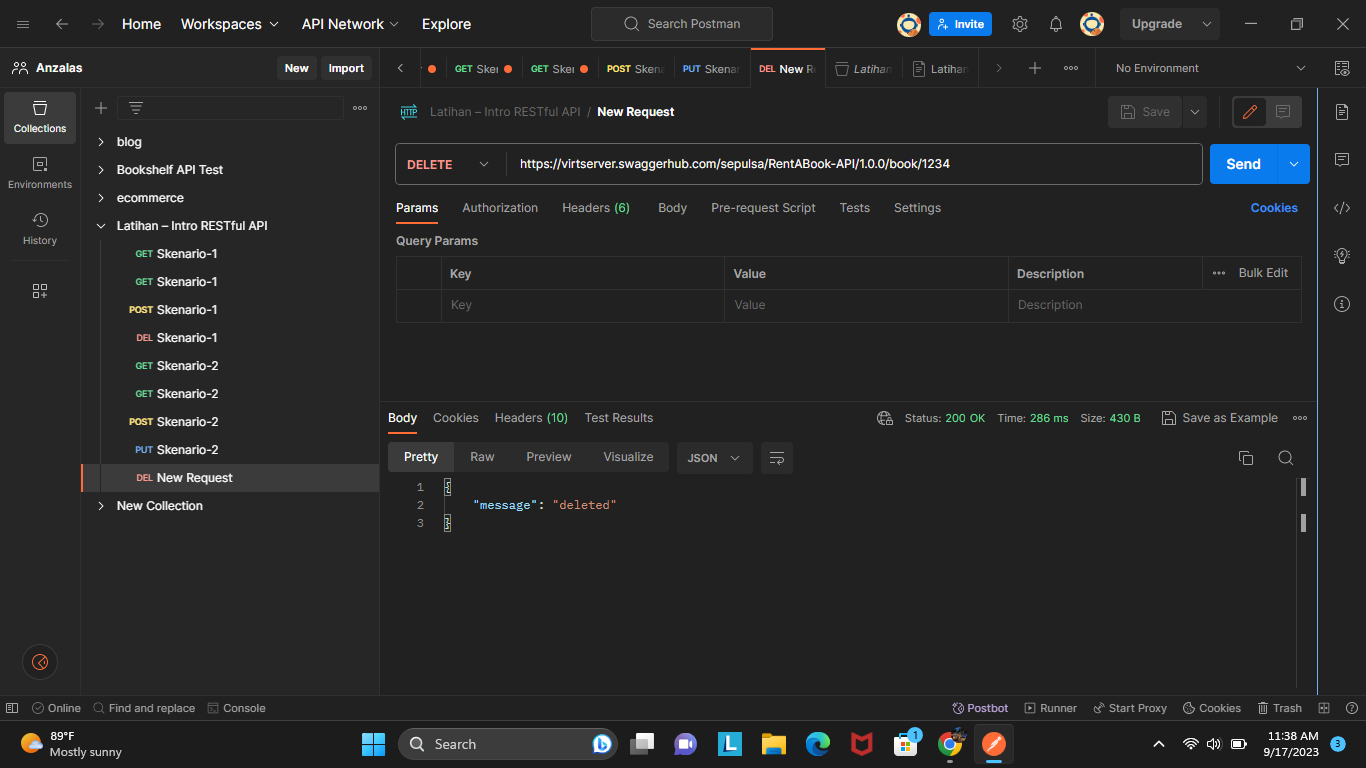 Home Workspaces API Network Explore Search Postman Invite Upgrade
Anzalas New Import GET Sker GET Sker POST Skena PUT Skenar DEL New R Latihan Latihan No Environment
Collections
Environments
History
blog
Bookshelf API Test
ecommerce
Latihan – Intro RESTful API
GET Skenario-1
GET Skenario-1
POST Skenario-1
DEL Skenario-1
GET Skenario-2
GET Skenario-2
POST Skenario-2
PUT Skenario-2
DEL New Request
New Collection
HTTP Latihan – Intro RESTful API / New Request Save
DELETE https://virtserver.swaggerhub.com/sepulsa/RentABook-API/1.0.0/book/1234 Send
Params Authorization Headers (6) Body Pre-request Script Tests Settings Cookies
Query Params
Key Value Description Bulk Edit
Key Value Description
Body Cookies Headers (10) Test Results Status: 200 OK Time: 286 ms Size: 430 B Save as Example
Pretty Raw Preview Visualize JSON
1 {
2 "message": "deleted"
3 }
Online Find and replace Console Postbot Runner Start Proxy Cookies Trash
89°F
Mostly sunny
Search
L
1
11:38 AM
9/17/2023
3